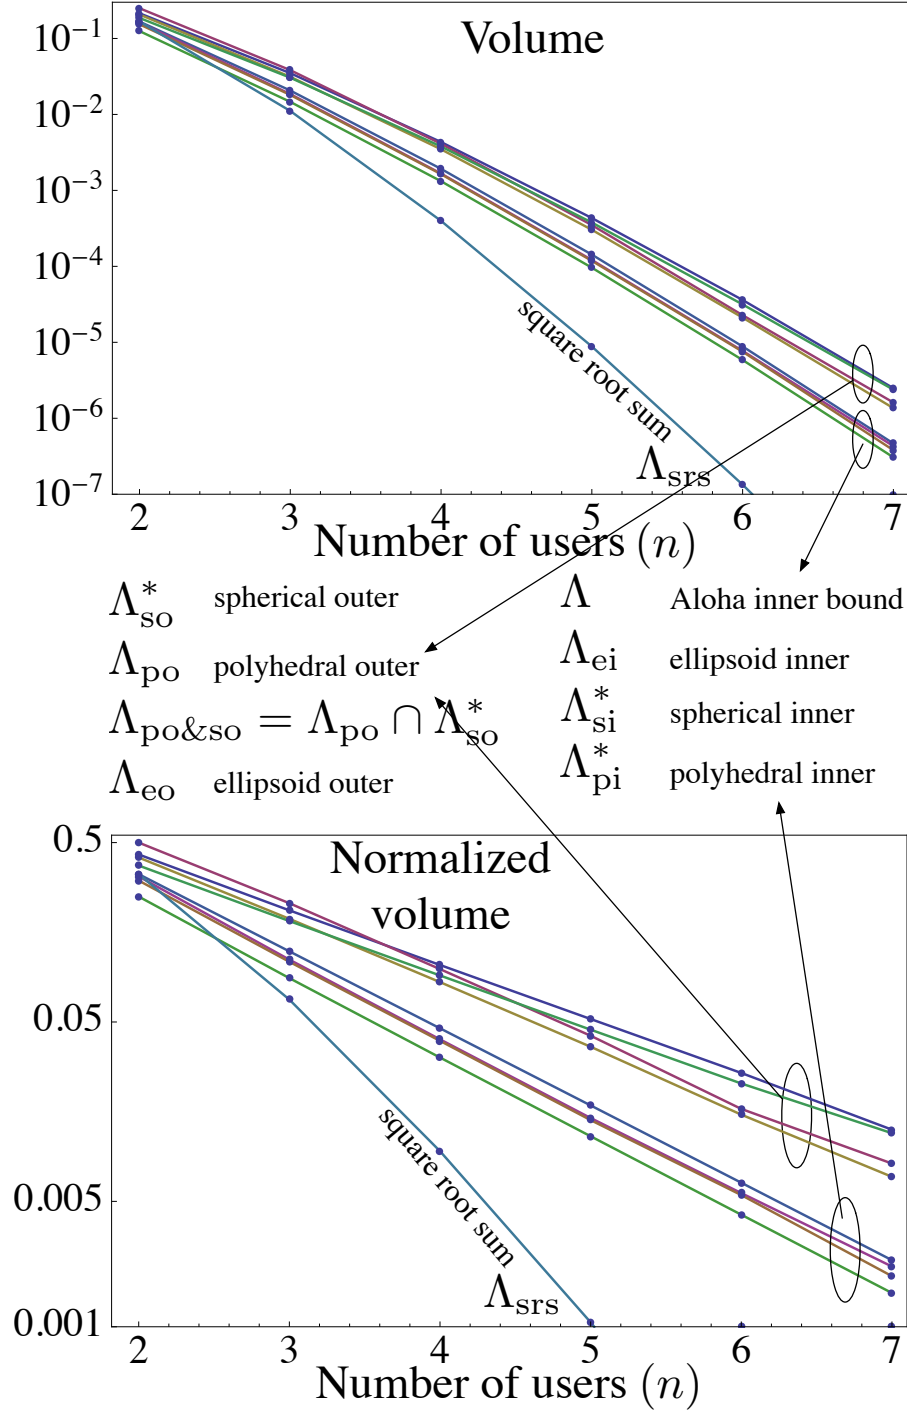 Volume
10⁻¹
10⁻²
10⁻³
10⁻⁴
10⁻⁵
10⁻⁶
10⁻⁷
square root sum
Λ_srs
2 3 4 5 6 7
Number of users (n)
Λ*_so spherical outer
Λ_po polyhedral outer
Λ_po&so = Λ_po ∩ Λ*_so
Λ_eo ellipsoid outer
Λ Aloha inner bound
Λ_ei ellipsoid inner
Λ*_si spherical inner
Λ*_pi polyhedral inner
Normalized
volume
0.5
0.05
0.005
0.001
square root sum
Λ_srs
2 3 4 5 6 7
Number of users (n)